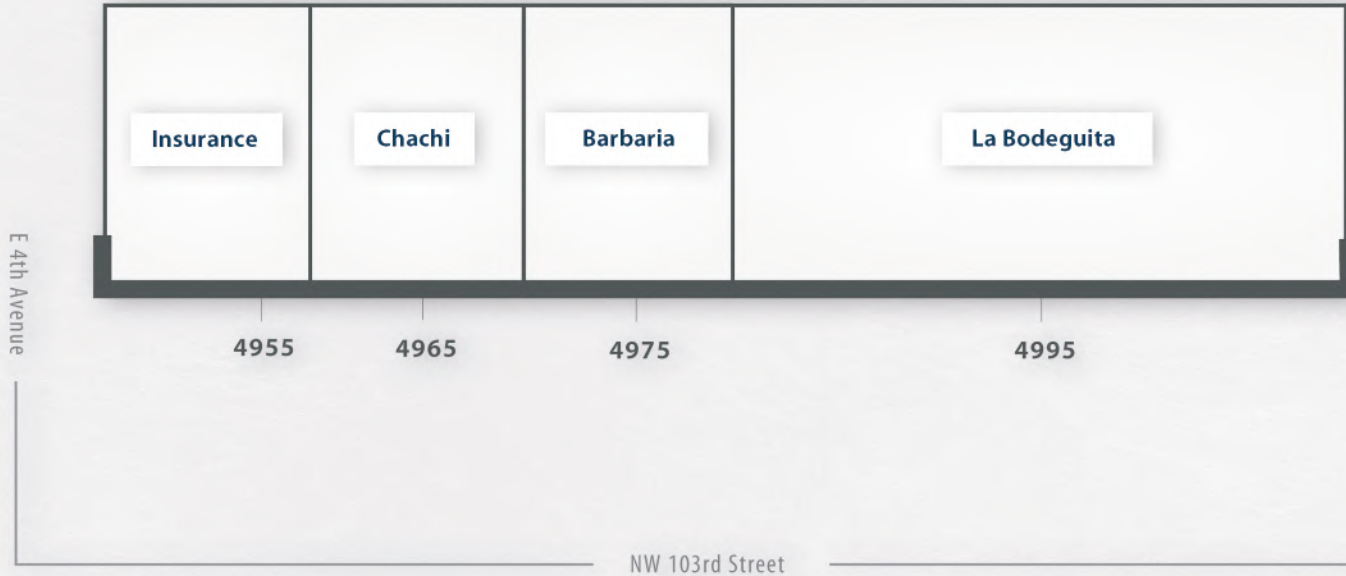 Insurance
Chachi
Barbaria
La Bodeguita
E 4th Avenue
4955
4965
4975
4995
NW 103rd Street